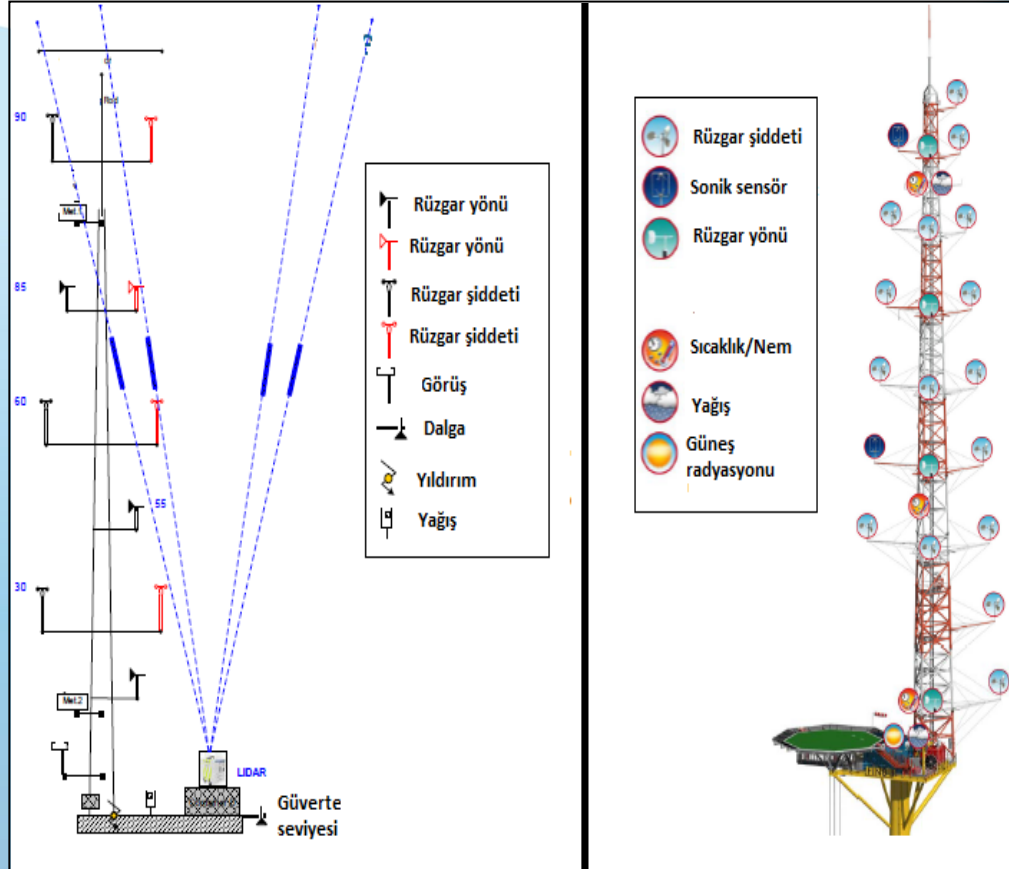 90
Met.1
85
60
55
30
Met.2
LIDAR
Güverte
seviyesi
Rüzgar yönü
Rüzgar yönü
Rüzgar şiddeti
Rüzgar şiddeti
Görüş
Dalga
Yıldırım
Yağış
Rüzgar şiddeti
Sonik sensör
Rüzgar yönü
Sıcaklık/Nem
Yağış
Güneş
radyasyonu